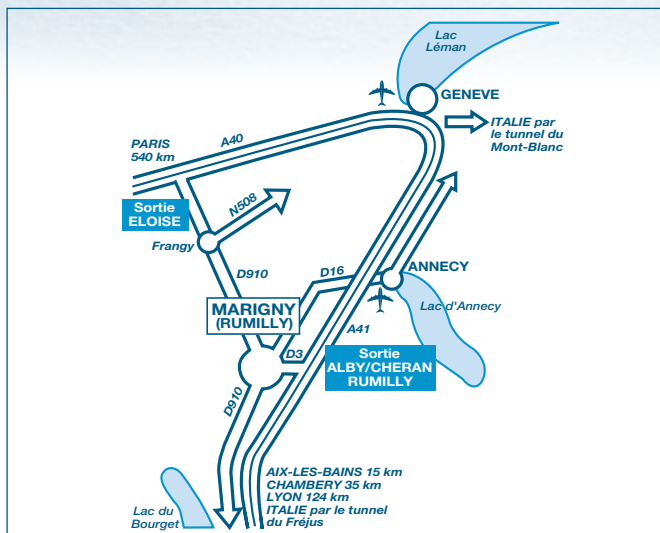 Lac
Léman
GENEVE
ITALIE par
le tunnel du
Mont-Blanc
A40
PARIS
540 km
Sortie
ELOISE
N508
Frangy
D910
D16
ANNECY
MARIGNY
(RUMILLY)
Lac d'Annecy
A41
D3
Sortie
ALBY/CHERAN
RUMILLY
D910
AIX-LES-BAINS 15 km
CHAMBERY 35 km
LYON 124 km
ITALIE par le tunnel
du Fréjus
Lac du
Bourget